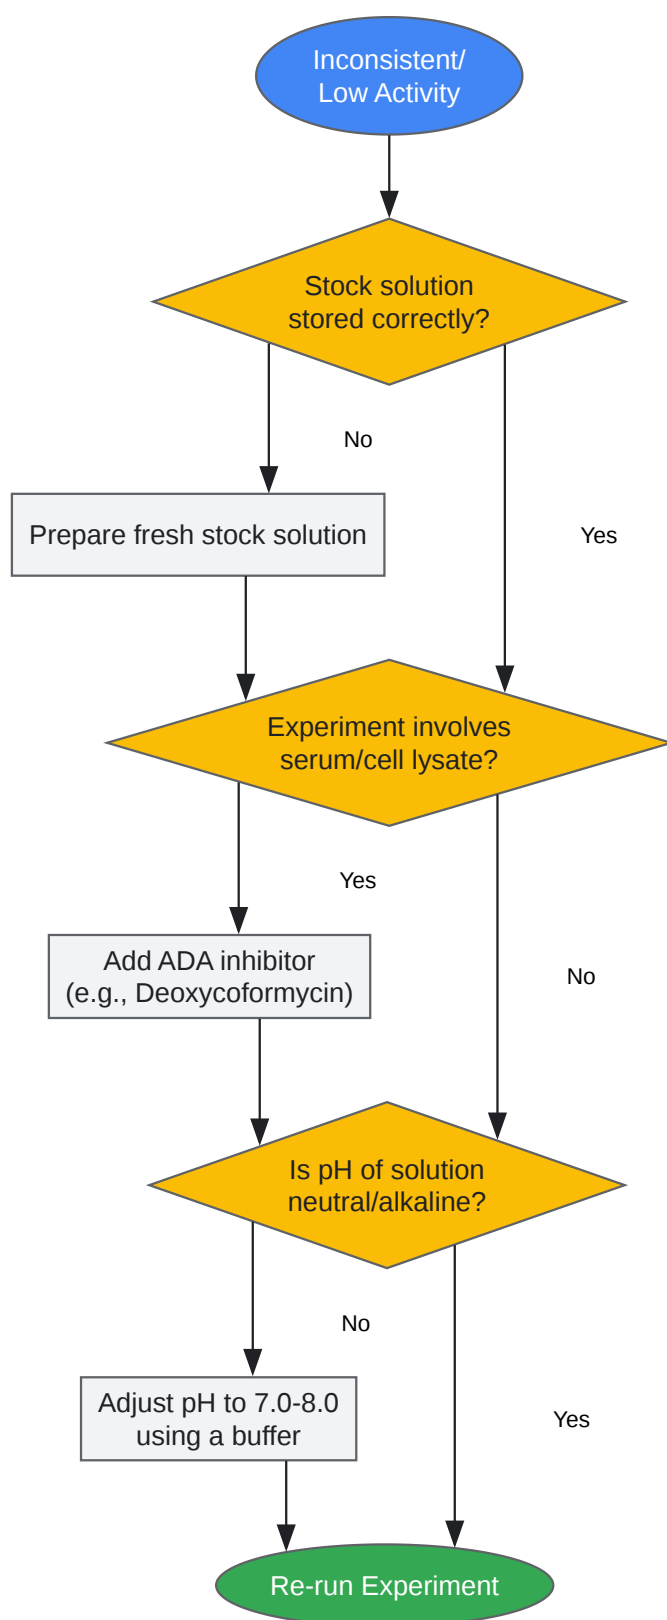 Inconsistent/
Low Activity
Stock solution
stored correctly?
No
Prepare fresh stock solution
Yes
Experiment involves
serum/cell lysate?
Yes
Add ADA inhibitor
(e.g., Deoxycoformycin)
No
Is pH of solution
neutral/alkaline?
No
Adjust pH to 7.0-8.0
using a buffer
Yes
Re-run Experiment